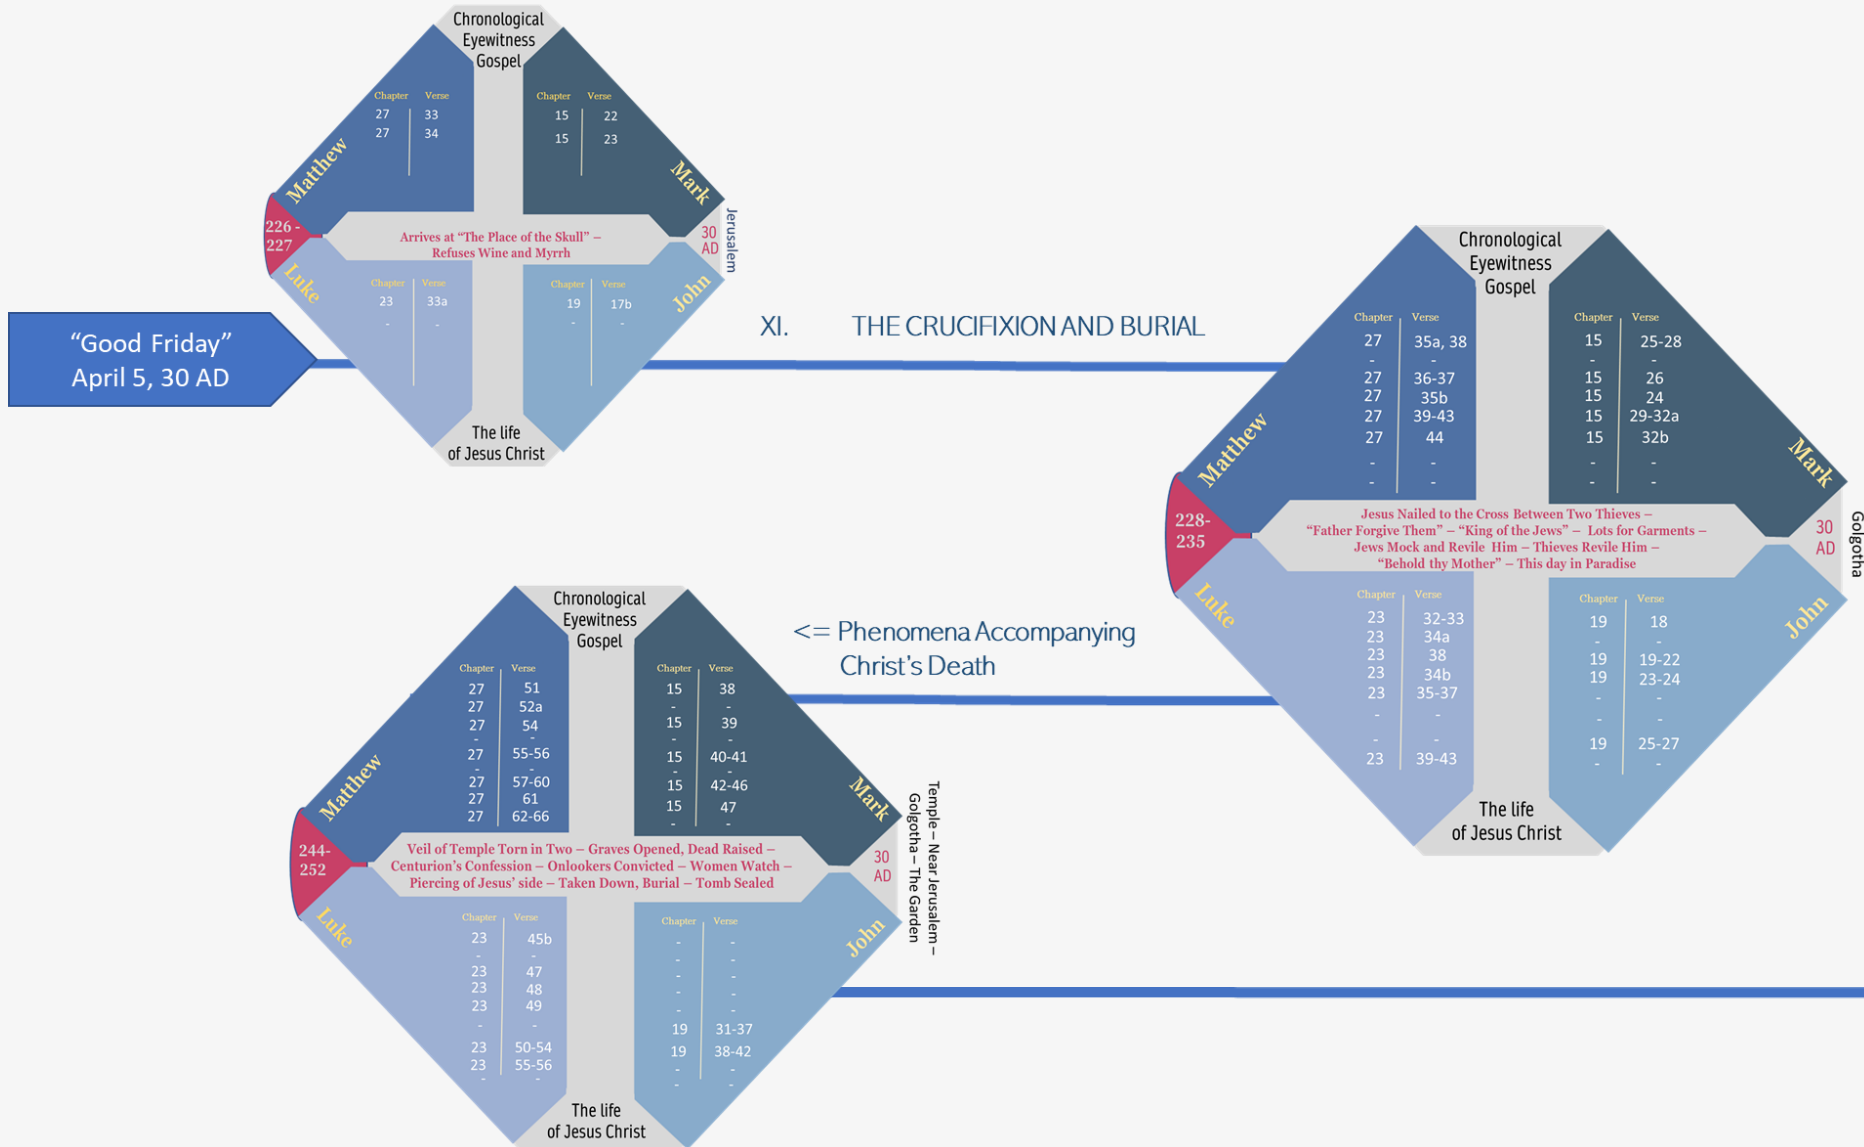 Chronological
Eyewitness
Gospel
Chapter Verse
27 33
27 34
Chapter Verse
15 22
15 23
Matthew
Mark
226 -
227
Arrives at “The Place of the Skull” –
Refuses Wine and Myrrh
30
AD
Jerusalem
Luke
John
Chapter Verse
23 33a
- -
Chapter Verse
19 17b
- -
The life
of Jesus Christ
“Good Friday”
April 5, 30 AD
XI. THE CRUCIFIXION AND BURIAL
Chronological
Eyewitness
Gospel
Chapter Verse
27 35a, 38
- -
27 36-37
27 35b
27 39-43
27 44
- -
- -
Chapter Verse
15 25-28
- -
15 26
15 24
15 29-32a
15 32b
- -
- -
Matthew
Mark
228-
235
Jesus Nailed to the Cross Between Two Thieves –
“Father Forgive Them” – “King of the Jews” – Lots for Garments –
Jews Mock and Revile Him – Thieves Revile Him –
“Behold thy Mother” – This day in Paradise
30
AD
Golgotha
Luke
John
Chapter Verse
23 32-33
23 34a
23 38
23 34b
23 35-37
- -
- -
23 39-43
Chapter Verse
19 18
- -
19 19-22
19 23-24
- -
- -
19 25-27
- -
The life
of Jesus Christ
<= Phenomena Accompanying
Christ's Death
Chronological
Eyewitness
Gospel
Chapter Verse
27 51
27 52a
27 54
- -
27 55-56
- -
27 57-60
27 61
27 62-66
Chapter Verse
15 38
- -
15 39
- -
15 40-41
- -
15 42-46
15 47
- -
Matthew
Mark
244-
252
Veil of Temple Torn in Two – Graves Opened, Dead Raised –
Centurion’s Confession – Onlookers Convicted – Women Watch –
Piercing of Jesus’ side – Taken Down, Burial – Tomb Sealed
30
AD
Temple – Near Jerusalem –
Golgotha – The Garden
Luke
John
Chapter Verse
23 45b
- -
23 47
23 48
23 49
- -
23 50-54
23 55-56
- -
Chapter Verse
- -
- -
- -
- -
- -
19 31-37
19 38-42
- -
- -
The life
of Jesus Christ